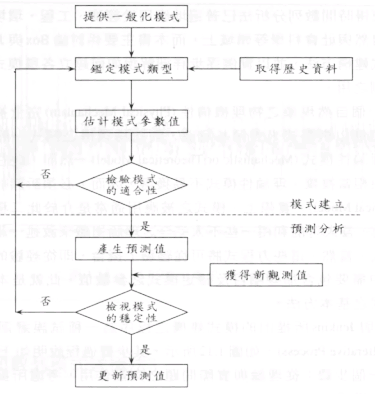 提供一般化模式
鑑定模式類型
取得歷史資料
估計模式參數值
否
檢驗模式
的適合性
模式建立
是
預測分析
產生預測值
獲得新觀測值
否
檢視模式
的穩定性
是
更新預測值